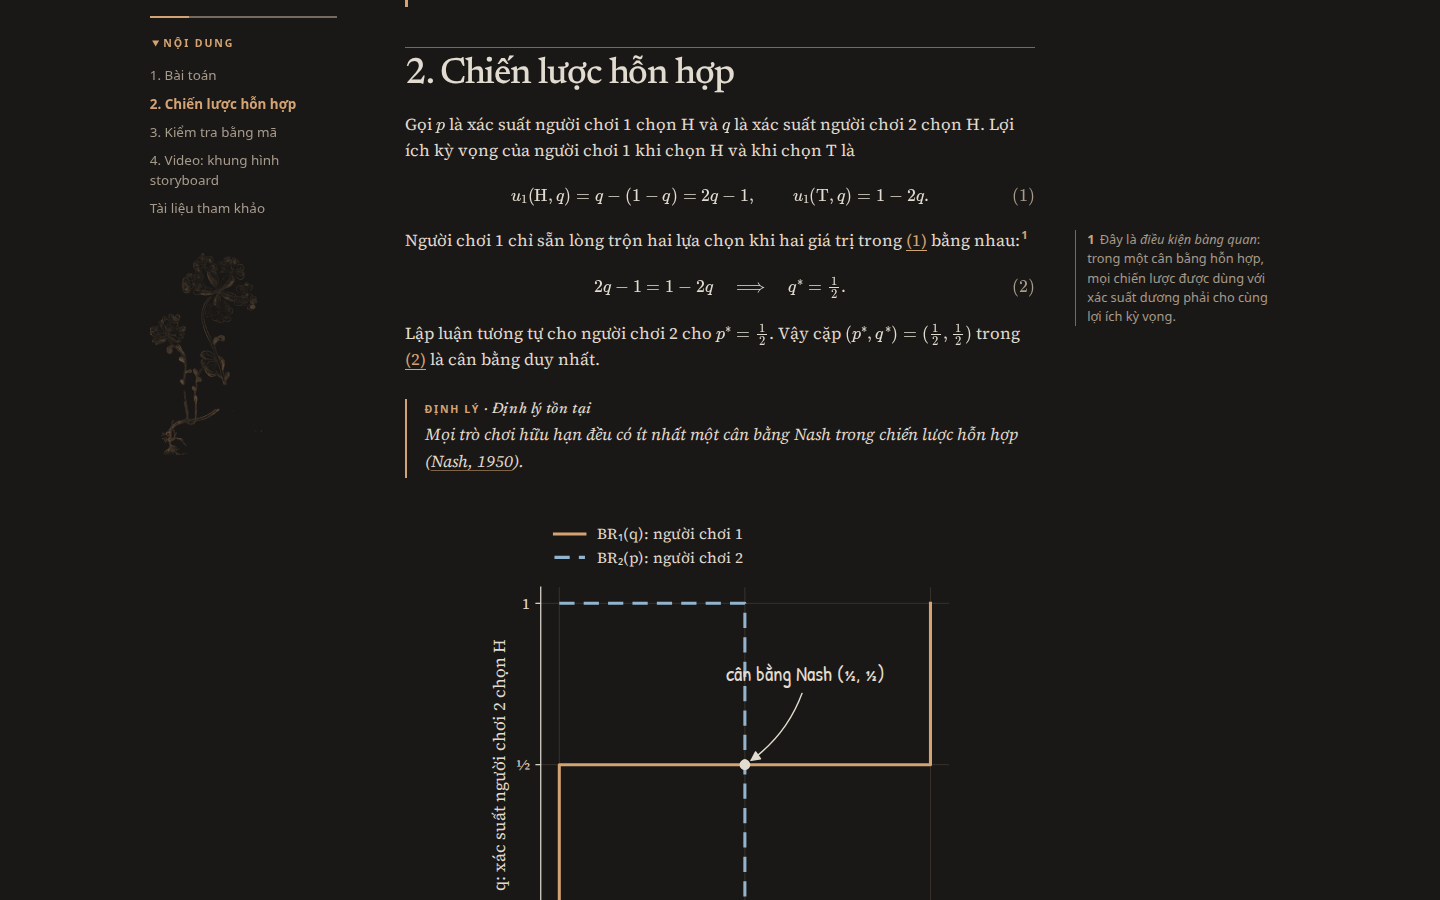 ▼ NỘI DUNG
1. Bài toán
2. Chiến lược hỗn hợp
3. Kiểm tra bằng mã
4. Video: khung hình
storyboard
Tài liệu tham khảo
2. Chiến lược hỗn hợp
Gọi p là xác suất người chơi 1 chọn H và q là xác suất người chơi 2 chọn H. Lợi
ích kỳ vọng của người chơi 1 khi chọn H và khi chọn T là
u₁(H, q) = q − (1 − q) = 2q − 1, u₁(T, q) = 1 − 2q. (1)
Người chơi 1 chỉ sẵn lòng trộn hai lựa chọn khi hai giá trị trong (1) bằng nhau:¹
2q − 1 = 1 − 2q ⟹ q* = ½. (2)
Lập luận tương tự cho người chơi 2 cho p* = ½. Vậy cặp (p*, q*) = (½, ½) trong
(2) là cân bằng duy nhất.
1 Đây là điều kiện bàng quan:
trong một cân bằng hỗn hợp,
mọi chiến lược được dùng với
xác suất dương phải cho cùng
lợi ích kỳ vọng.
ĐỊNH LÝ · Định lý tồn tại
Mọi trò chơi hữu hạn đều có ít nhất một cân bằng Nash trong chiến lược hỗn hợp
(Nash, 1950).
BR₁(q): người chơi 1
BR₂(p): người chơi 2
1
cân bằng Nash (½, ½)
½
q: xác suất người chơi 2 chọn H